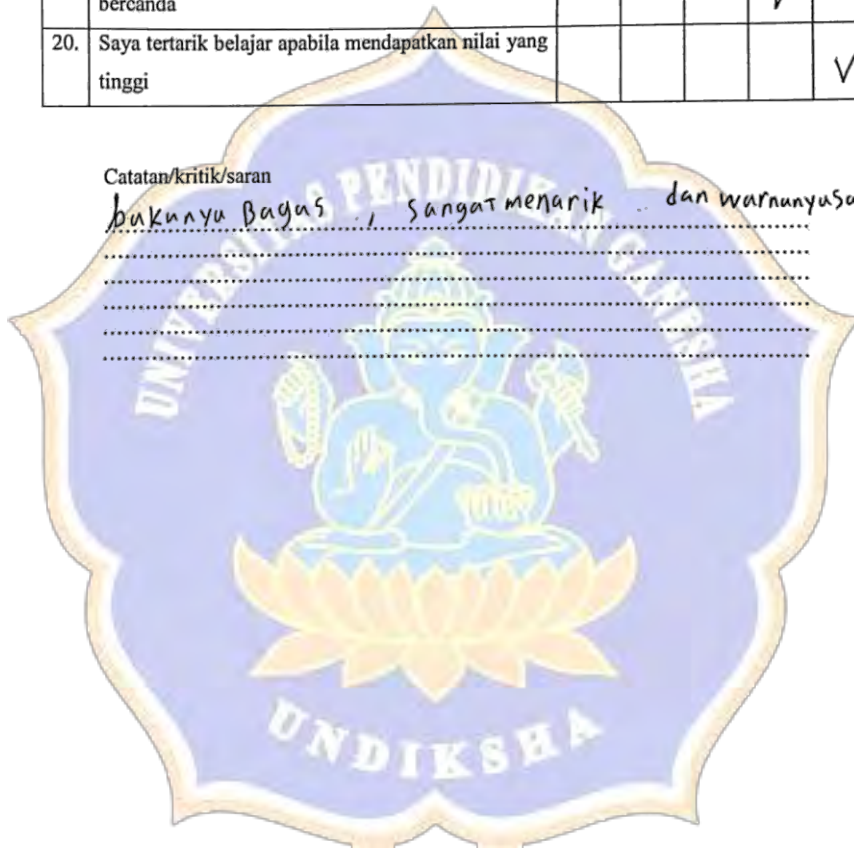 bercanda V
20. Saya tertarik belajar apabila mendapatkan nilai yang
tinggi V
Catatan/kritik/saran
bukunya Bagus , sangat menarik dan warnanya
UNIVERSITAS PENDIDIKAN GANESHA
UNDIKSHA